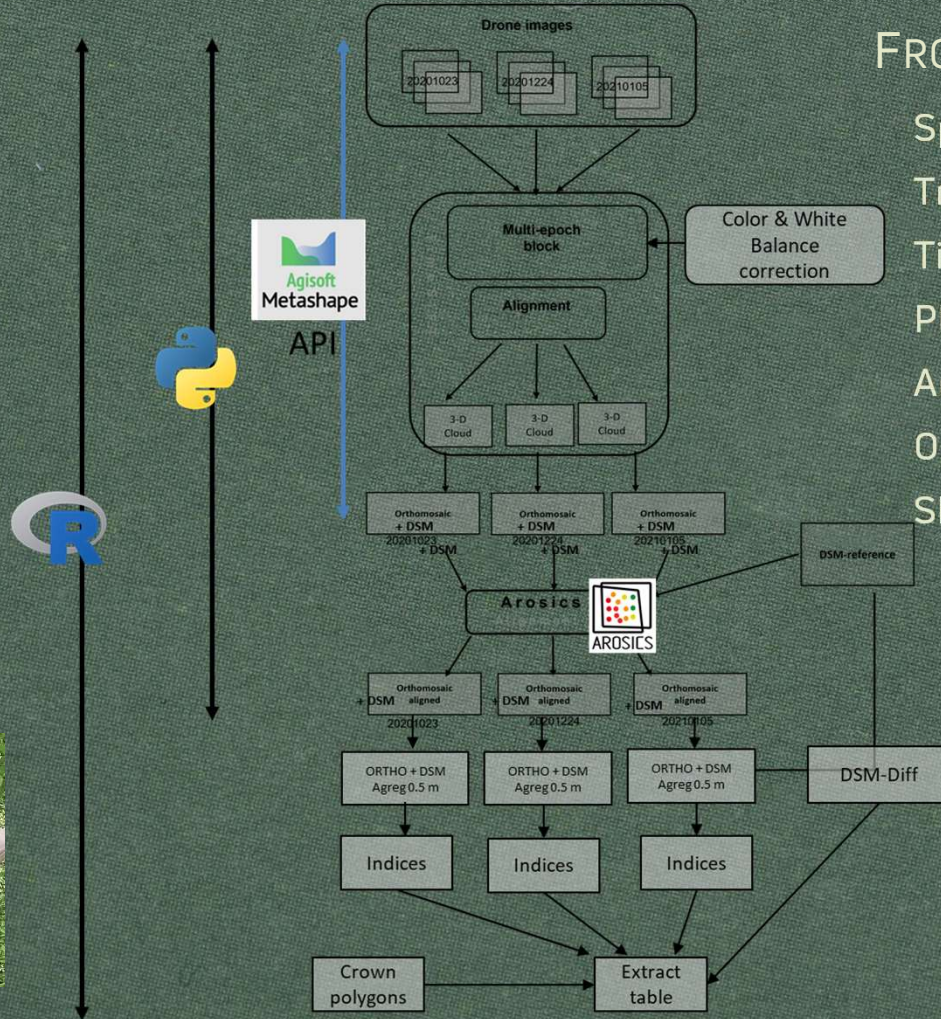 Drone images
20201023
20201224
20210105
Multi-epoch
block
Color & White
Balance
correction
Alignment
Agisoft
Metashape
API
3-D
Cloud
3-D
Cloud
3-D
Cloud
R
Orthomosaic
+ DSM
20201023
+ DSM
Orthomosaic
+ DSM
20201224
+ DSM
Orthomosaic
+ DSM
20210105
+ DSM
DSM-reference
Arosics
AROSICS
Orthomosaic
+ DSM aligned
20201023
Orthomosaic
+ DSM aligned
20201224
Orthomosaic
+ DSM aligned
20210105
ORTHO + DSM
Agreg 0.5 m
ORTHO + DSM
Agreg 0.5 m
ORTHO + DSM
Agreg 0.5 m
DSM-Diff
Indices
Indices
Indices
Crown
polygons
Extract
table